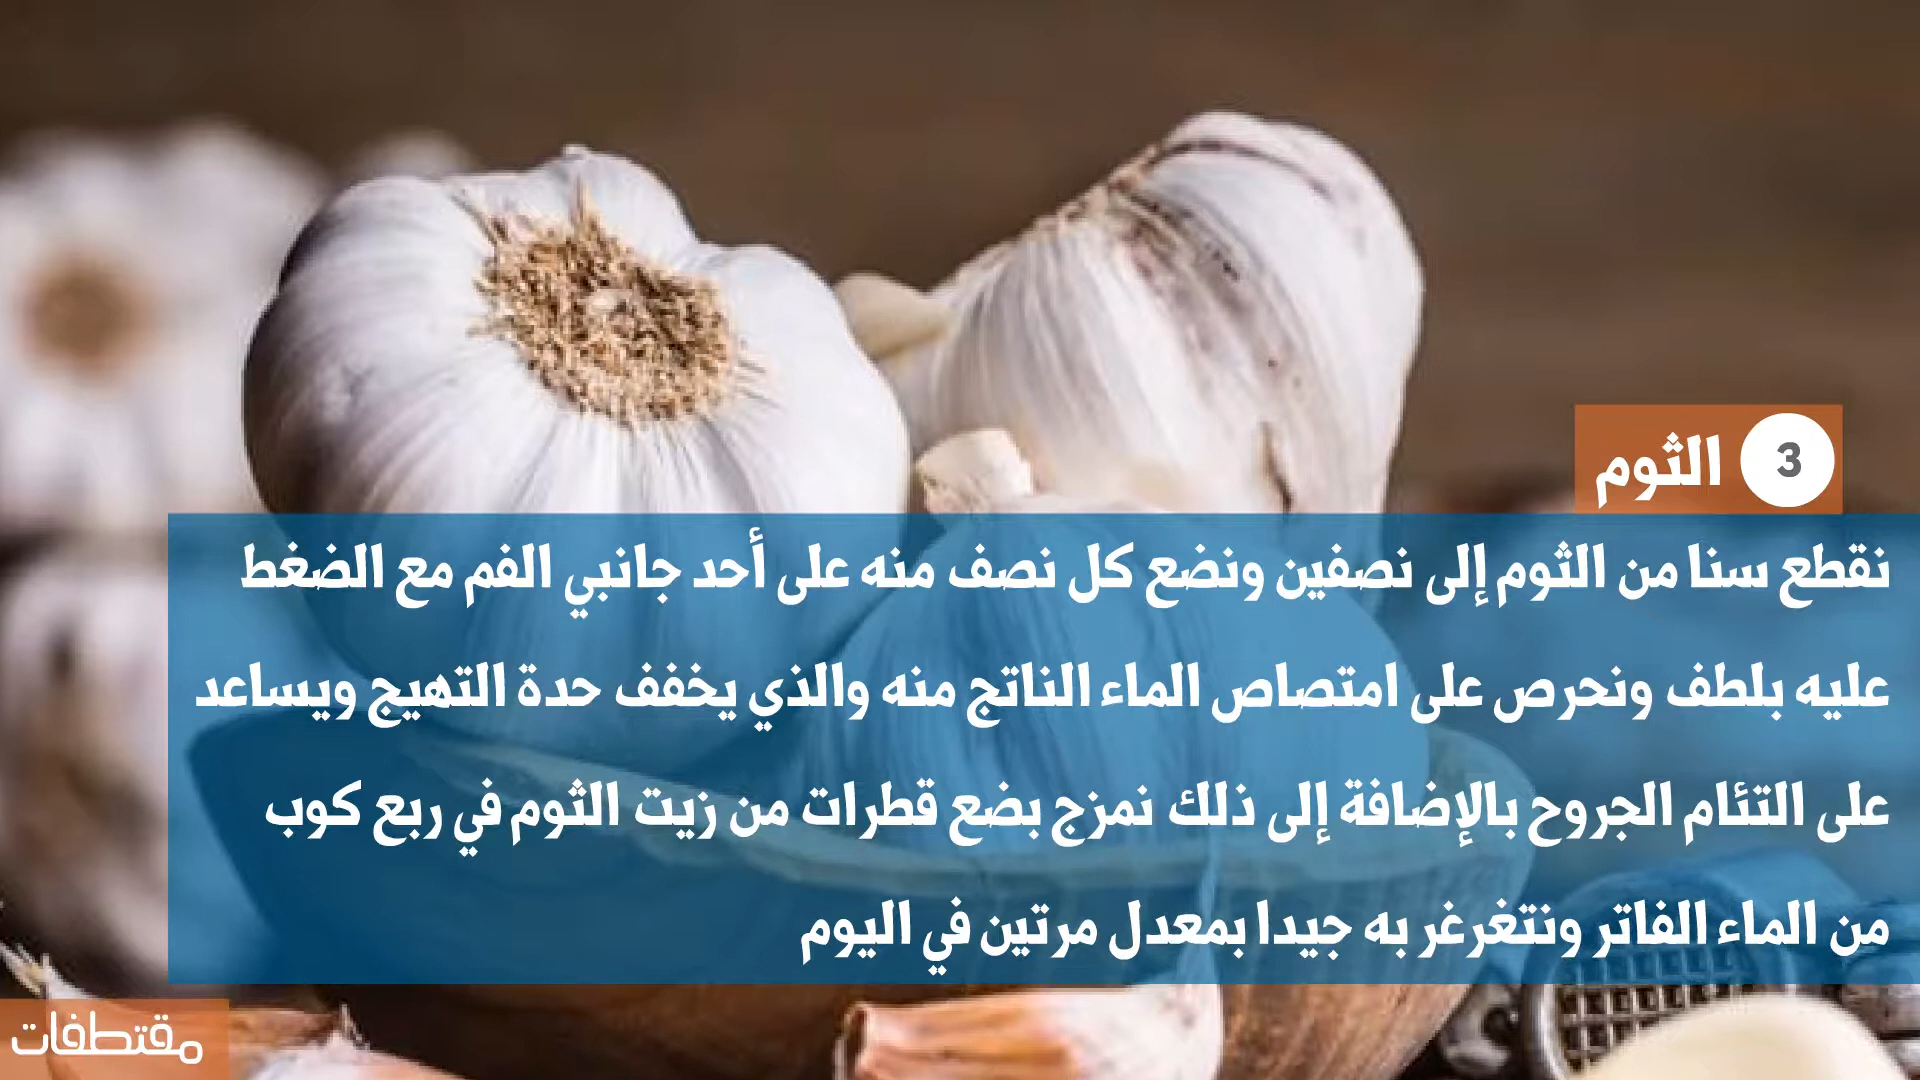 3 الثوم
نقطع سنا من الثوم إلى نصفين ونضع كل نصف منه على أحد جانبي الفم مع الضغط
عليه بلطف ونحرص على امتصاص الماء الناتج منه والذي يخفف حدة التهيج ويساعد
على التئام الجروح بالإضافة إلى ذلك نمزج بضع قطرات من زيت الثوم في ربع كوب
من الماء الفاتر ونتغرغر به جيدا بمعدل مرتين في اليوم
مقتطفات